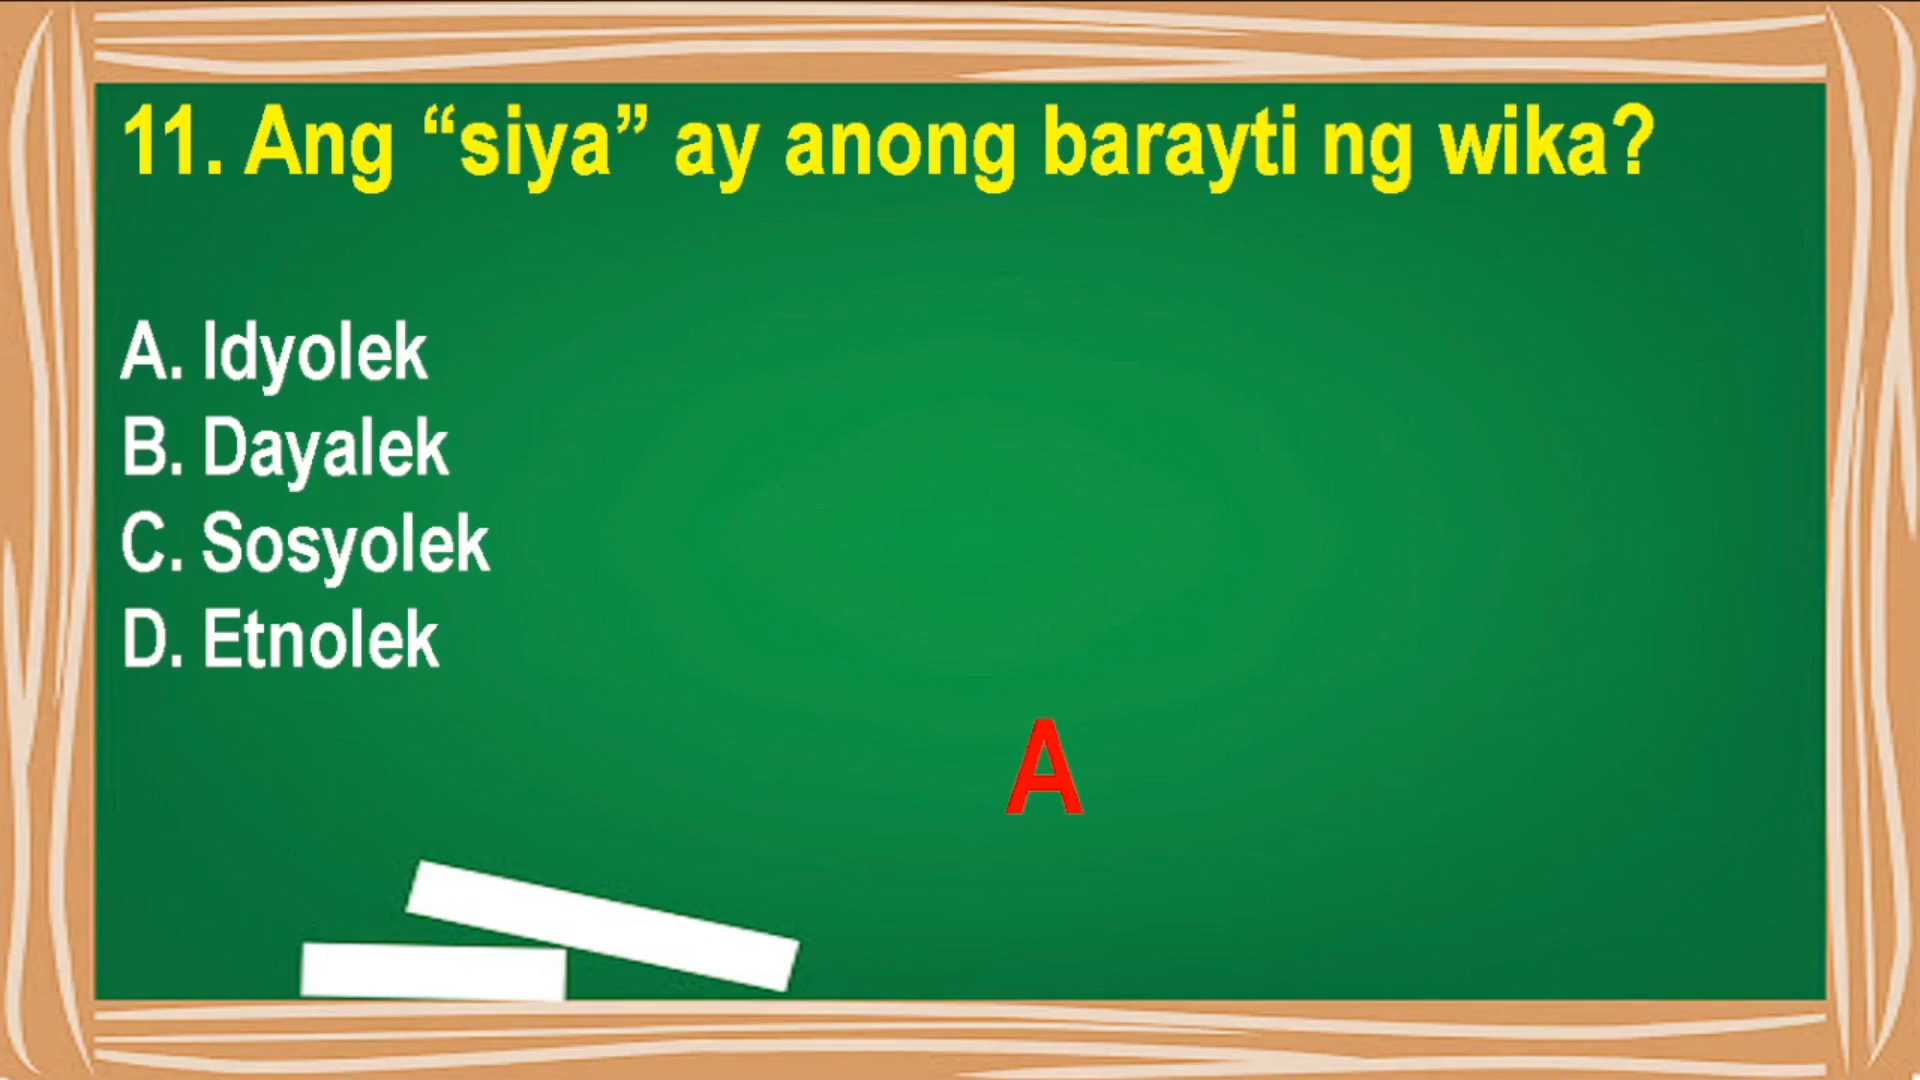 11. Ang “siya” ay anong barayti ng wika?
A. Idyolek
B. Dayalek
C. Sosyolek
D. Etnolek
A